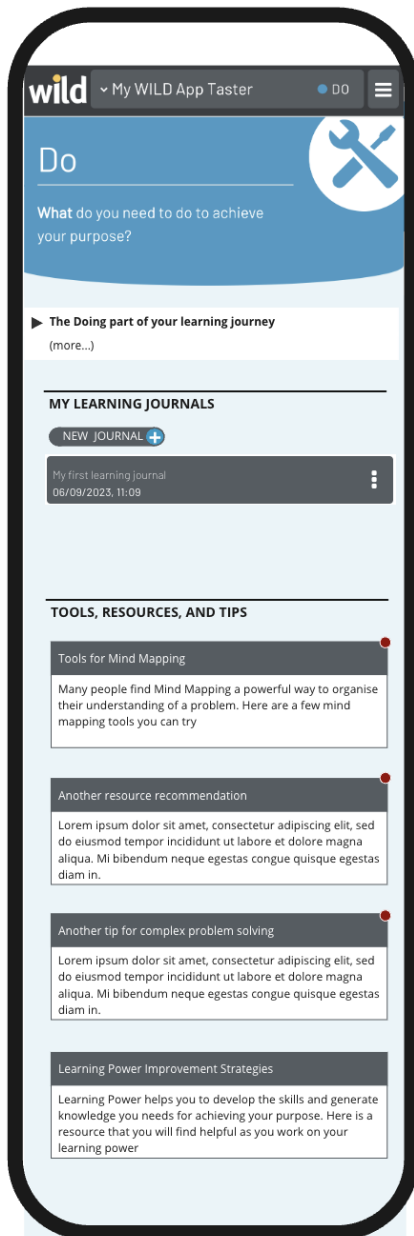 wild My WILD App Taster DO
Do
What do you need to do to achieve
your purpose?
The Doing part of your learning journey
(more...)
MY LEARNING JOURNALS
NEW JOURNAL
My first learning journal
06/09/2023, 11:09
TOOLS, RESOURCES, AND TIPS
Tools for Mind Mapping
Many people find Mind Mapping a powerful way to organise
their understanding of a problem. Here are a few mind
mapping tools you can try
Another resource recommendation
Lorem ipsum dolor sit amet, consectetur adipiscing elit, sed
do eiusmod tempor incididunt ut labore et dolore magna
aliqua. Mi bibendum neque egestas congue quisque egestas
diam in.
Another tip for complex problem solving
Lorem ipsum dolor sit amet, consectetur adipiscing elit, sed
do eiusmod tempor incididunt ut labore et dolore magna
aliqua. Mi bibendum neque egestas congue quisque egestas
diam in.
Learning Power Improvement Strategies
Learning Power helps you to develop the skills and generate
knowledge you needs for achieving your purpose. Here is a
resource that you will find helpful as you work on your
learning power